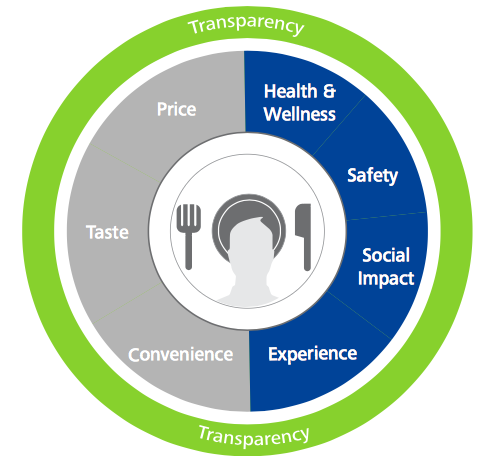 Transparency
Price
Health &
Wellness
Safety
Taste
Social
Impact
Convenience
Experience
Transparency